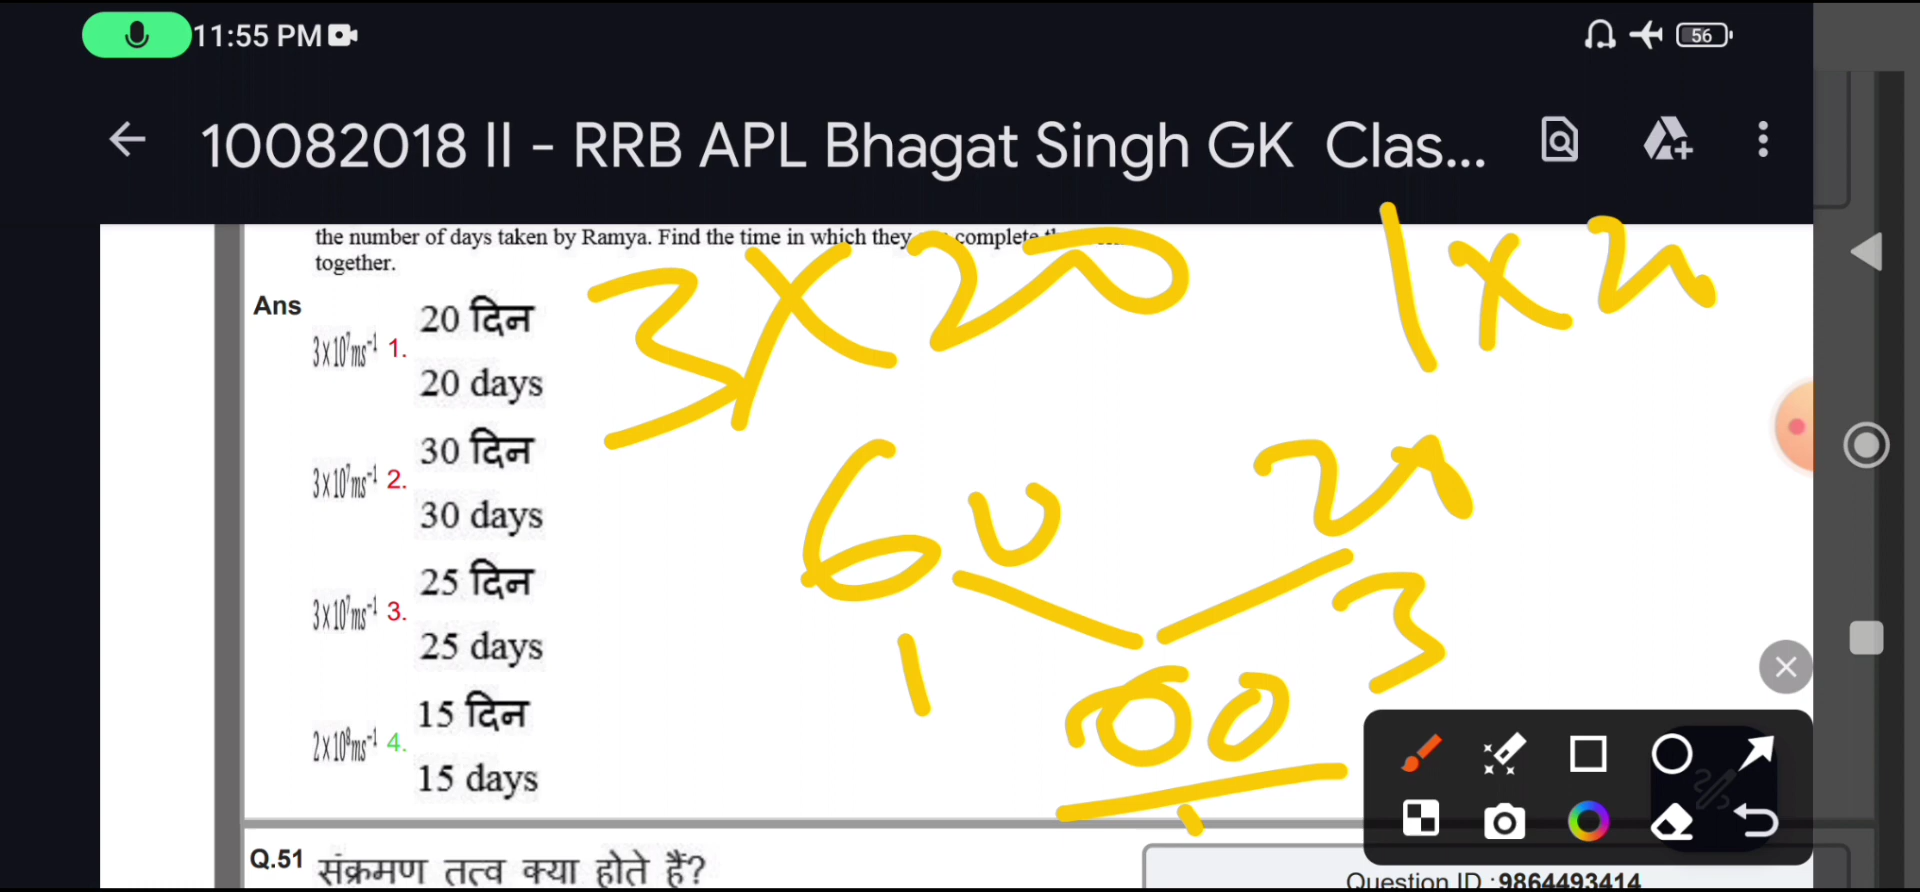 11:55 PM 56
10082018 II - RRB APL Bhagat Singh GK Clas...
the number of days taken by Ramya. Find the time in which they complete
together.
3x20 1x2
Ans
20 दिन
3x10⁷ms⁻¹ 1.
20 days
30 दिन
3x10⁷ms⁻¹ 2.
30 days
60
25 दिन
3x10⁷ms⁻¹ 3.
25 days
1 3
15 दिन
2x10⁸ms⁻¹ 4.
15 days
Q.51 संक्रमण तत्व क्या होते हैं?
Question ID : 9864493414